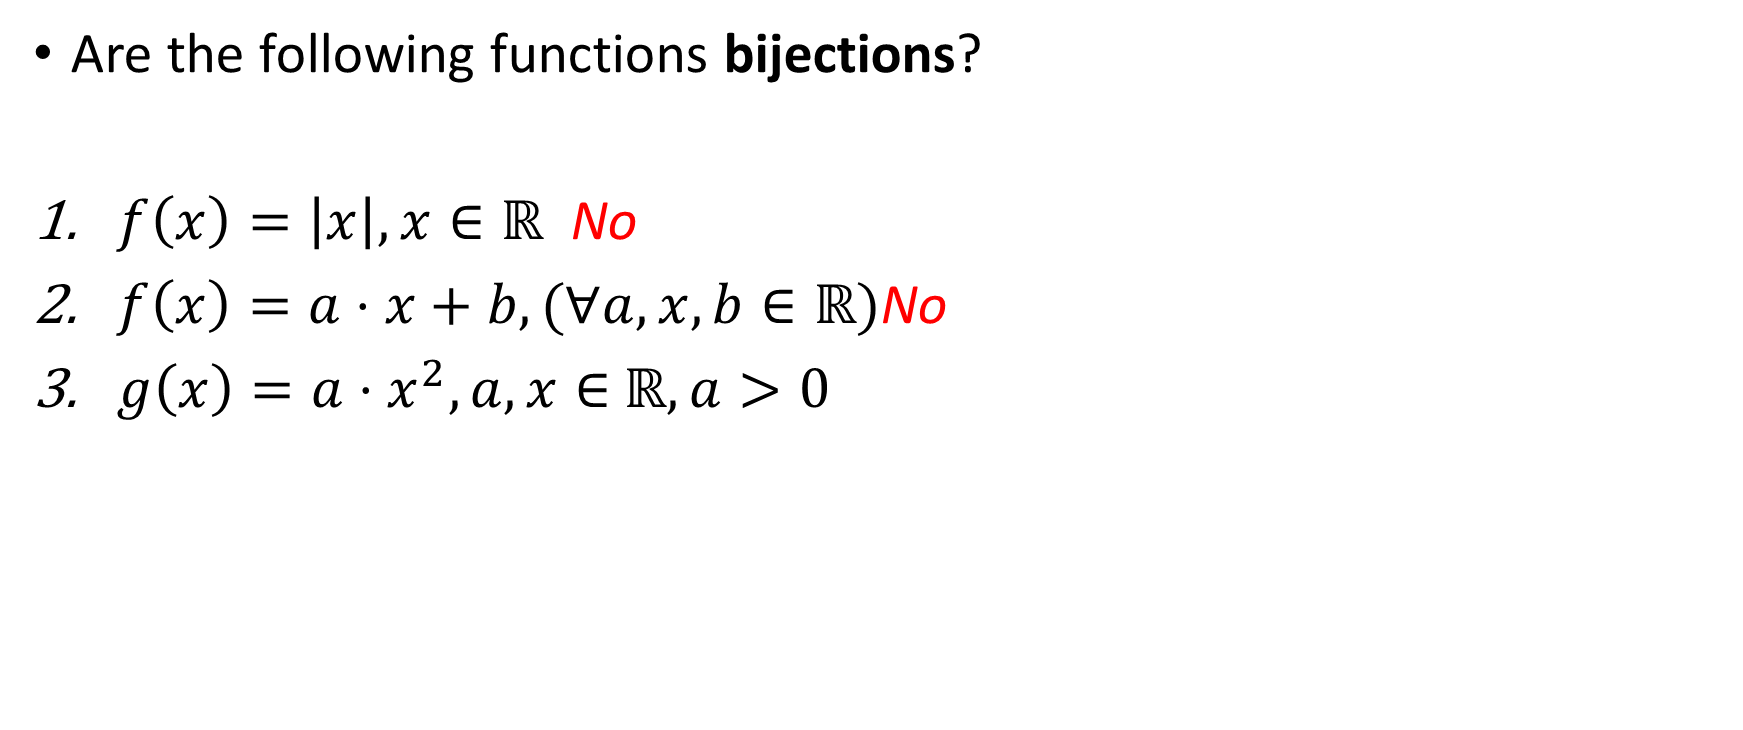 • Are the following functions bijections?
1. f(x) = |x|, x ∈ ℝ No
2. f(x) = a · x + b, (∀a, x, b ∈ ℝ)No
3. g(x) = a · x², a, x ∈ ℝ, a > 0